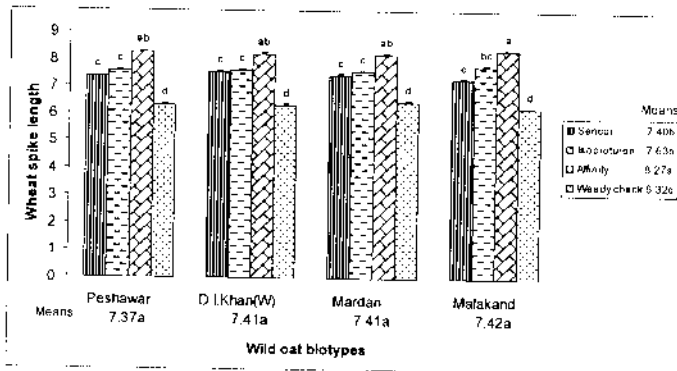 9
8
7
6
5
4
3
2
1
0
Wheat spike length
c c ab d
c c ab d
c c ab d
c bc a d
Means
Sencor 7.40b
Isoproturon 7.63b
Affinity 8.27a
Weedy check 6.32c
Peshawar D.I.Khan(W) Mardan Malakand
Means 7.37a 7.41a 7.41a 7.42a
Wild oat biotypes